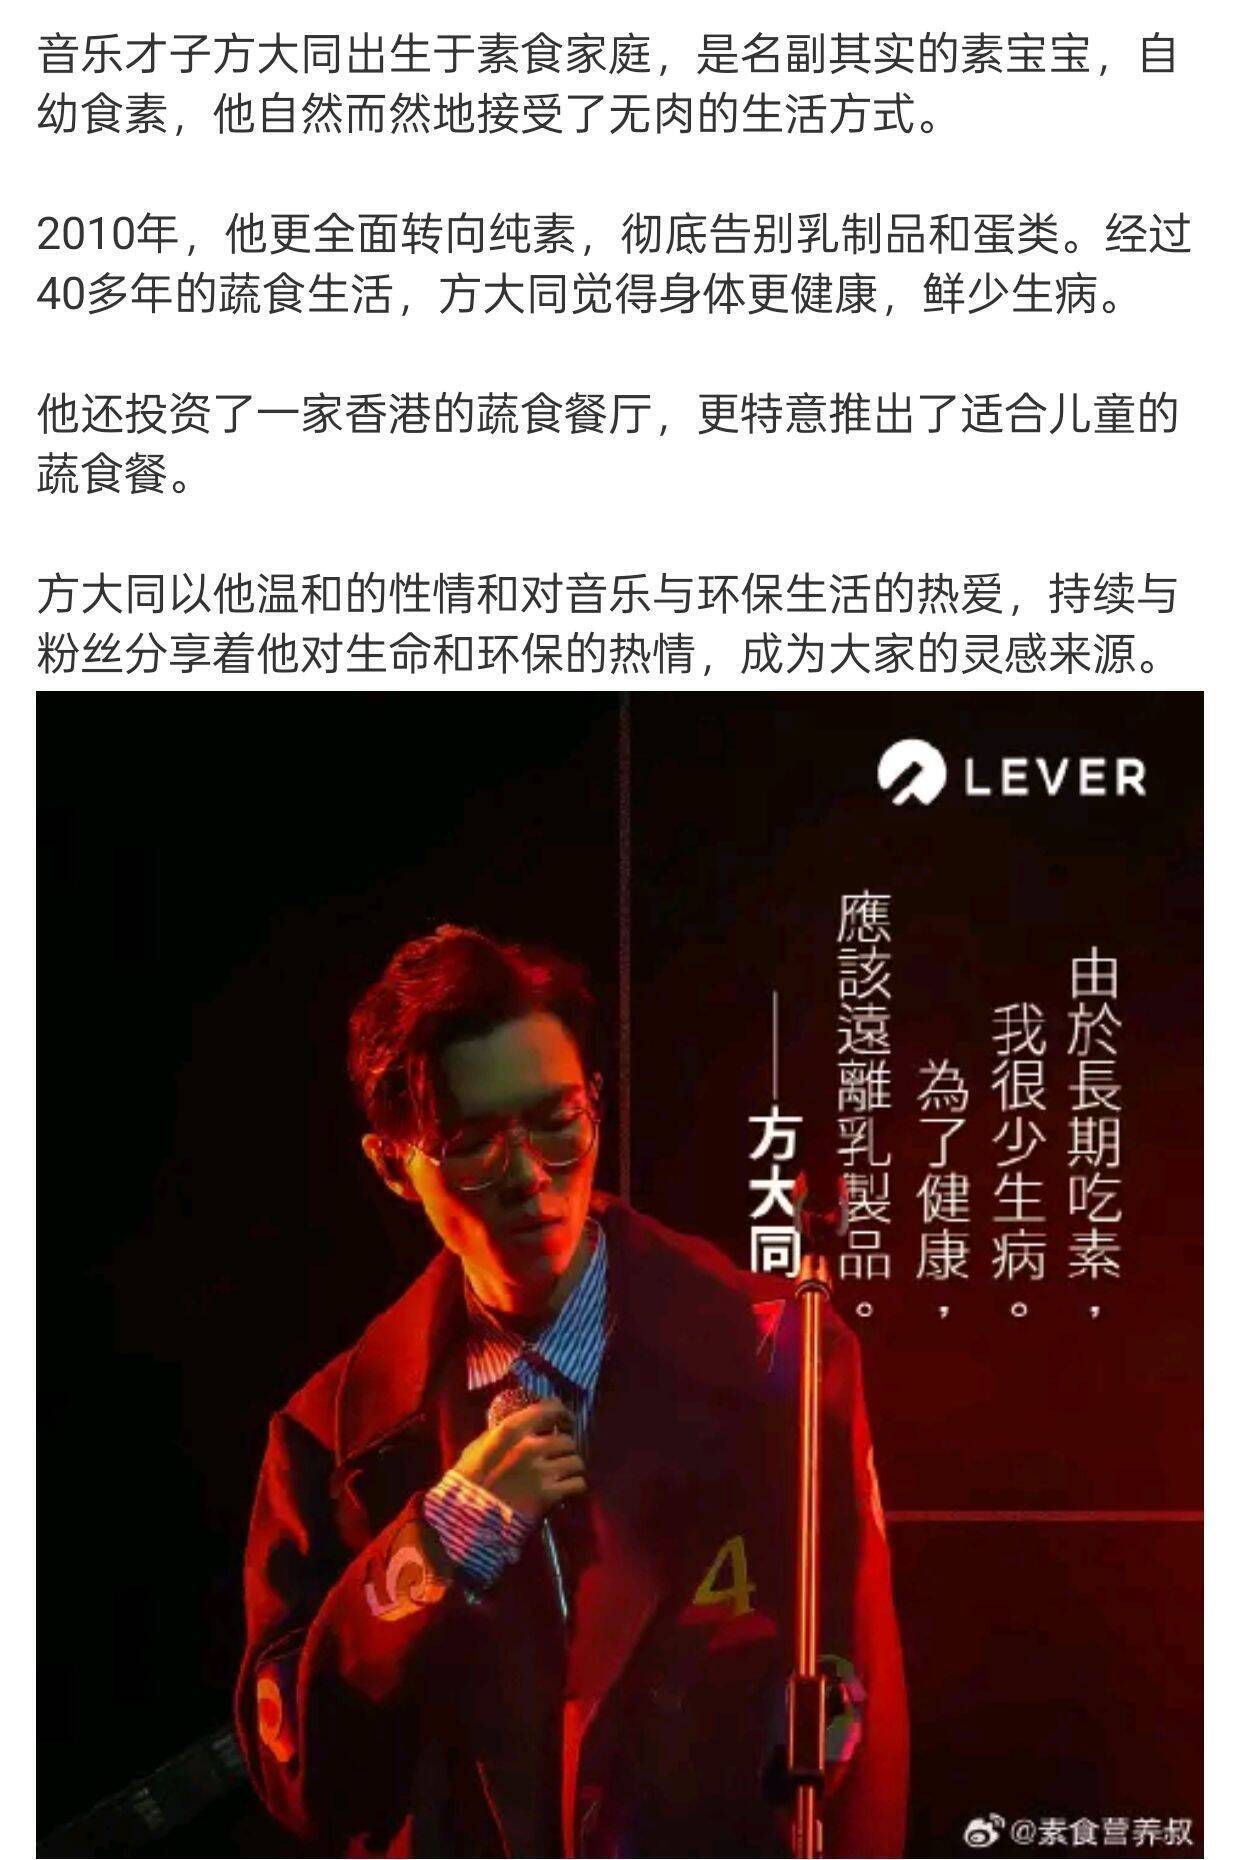 音乐才子方大同出生于素食家庭，是名副其实的素宝宝，自
幼食素，他自然而然地接受了无肉的生活方式。
2010年，他更全面转向纯素，彻底告别乳制品和蛋类。经过
40多年的蔬食生活，方大同觉得身体更健康，鲜少生病。
他还投资了一家香港的蔬食餐厅，更特意推出了适合儿童的
蔬食餐。
方大同以他温和的性情和对音乐与环保生活的热爱，持续与
粉丝分享着他对生命和环保的热情，成为大家的灵感来源。
LEVER
由於長期吃素，
我很少生病。
為了健康，
應該遠離乳製品。
——方大同
5
4
@素食营养叔